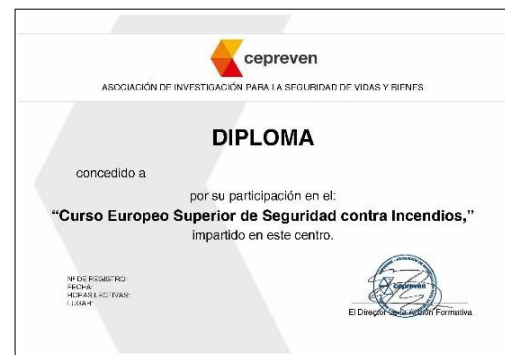 cepreven
ASOCIACIÓN DE INVESTIGACIÓN PARA LA SEGURIDAD DE VIDAS Y BIENES
DIPLOMA
concedido a
por su participación en el:
“Curso Europeo Superior de Seguridad contra Incendios,”
impartido en este centro.
Nº DE REGISTRO:
FECHA:
HORAS LECTIVAS:
LUGAR:
cepreven
El Director de la Acción Formativa